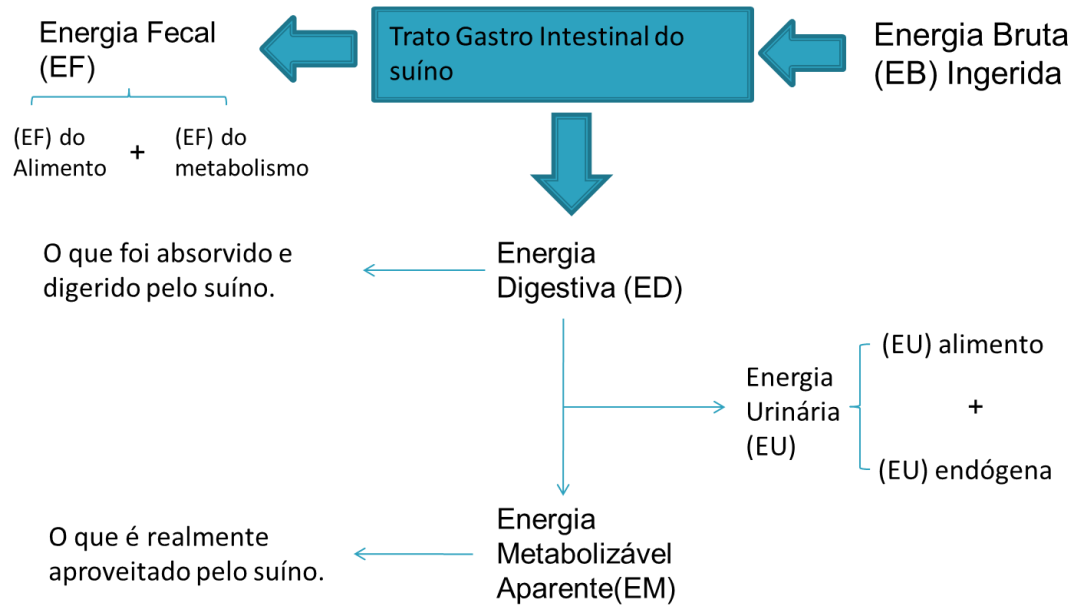 Energia Fecal
(EF)
Trato Gastro Intestinal do
suíno
Energia Bruta
(EB) Ingerida
(EF) do
Alimento
+
(EF) do
metabolismo
O que foi absorvido e
digerido pelo suíno.
Energia
Digestiva (ED)
Energia
Urinária
(EU)
(EU) alimento
+
(EU) endógena
O que é realmente
aproveitado pelo suíno.
Energia
Metabolizável
Aparente(EM)